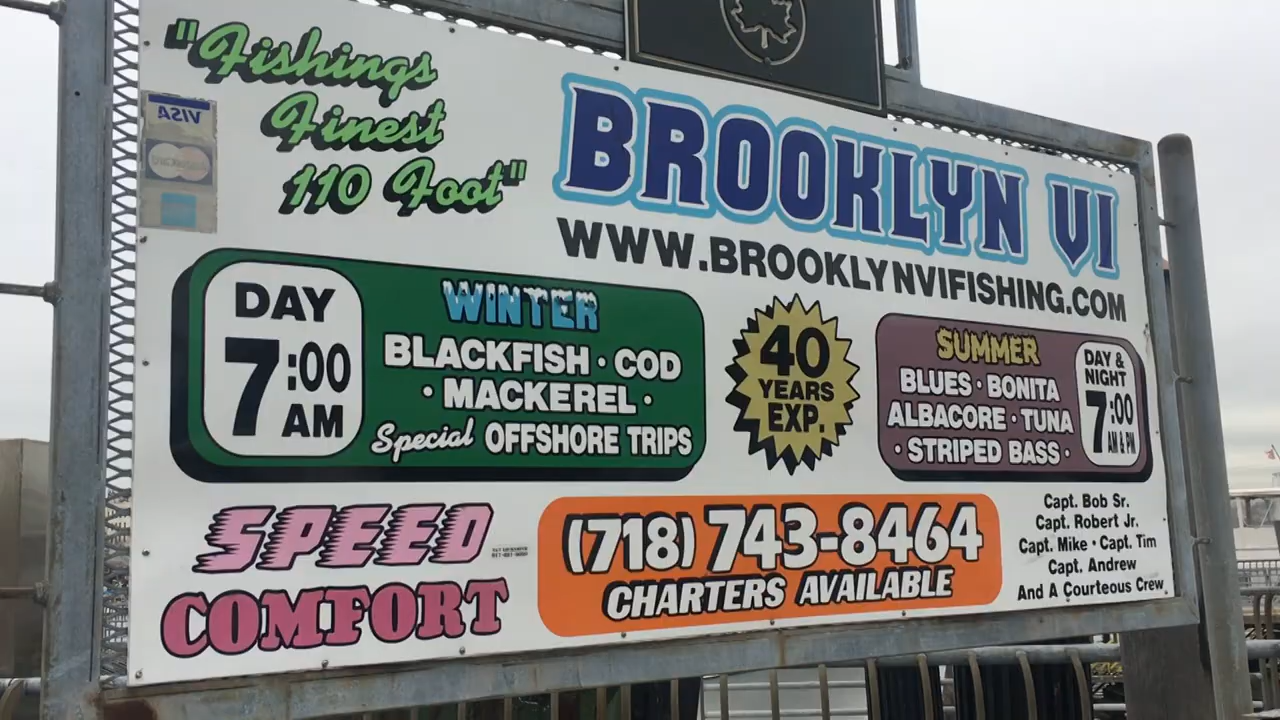 "Fishings
Finest
110 Foot"
VISA
MasterCard
BROOKLYN VI
WWW.BROOKLYNVIFISHING.COM
DAY
7:00
AM
WINTER
BLACKFISH · COD
· MACKEREL ·
Special OFFSHORE TRIPS
40
YEARS
EXP.
SUMMER
BLUES · BONITA
ALBACORE · TUNA
· STRIPED BASS ·
DAY &
NIGHT
7:00
AM & PM
SPEED
COMFORT
(718) 743-8464
CHARTERS AVAILABLE
Capt. Bob Sr.
Capt. Robert Jr.
Capt. Mike • Capt. Tim
Capt. Andrew
And A Courteous Crew